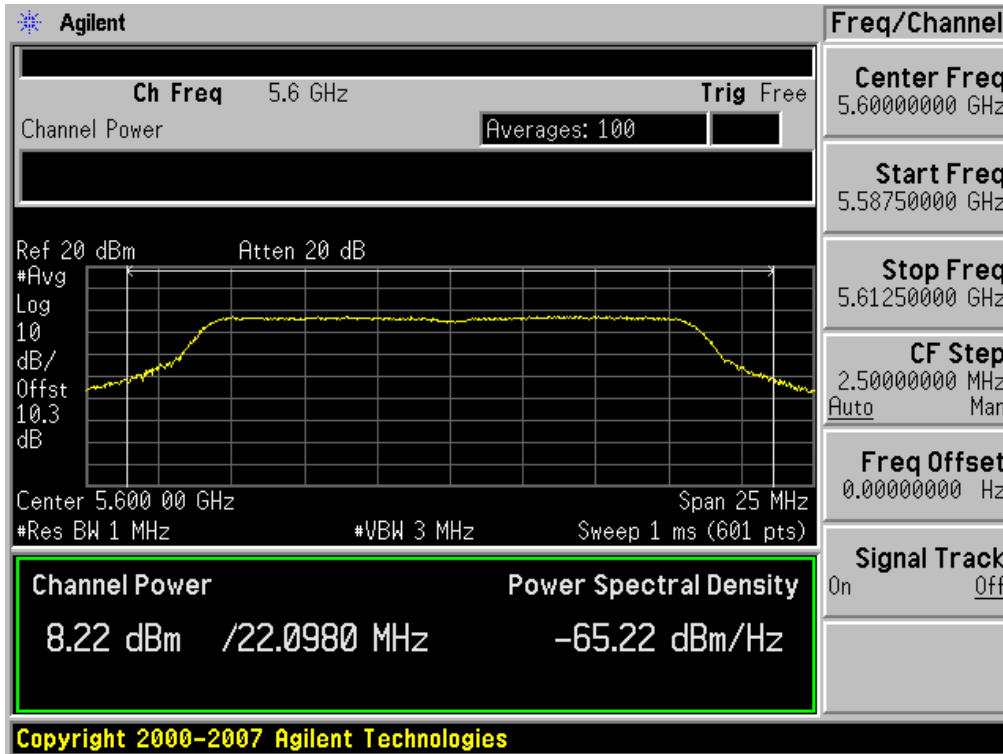 Agilent
Freq/Channel
Ch Freq 5.6 GHz Trig Free
Channel Power Averages: 100
Center Freq
5.60000000 GHz
Start Freq
5.58750000 GHz
Stop Freq
5.61250000 GHz
CF Step
2.50000000 MHz
Auto Man
Freq Offset
0.00000000 Hz
Signal Track
On Off
Ref 20 dBm Atten 20 dB
#Avg
Log
10
dB/
Offst
10.3
dB
Center 5.600 00 GHz Span 25 MHz
#Res BW 1 MHz #VBW 3 MHz Sweep 1 ms (601 pts)
Channel Power Power Spectral Density
8.22 dBm /22.0980 MHz -65.22 dBm/Hz
Copyright 2000-2007 Agilent Technologies